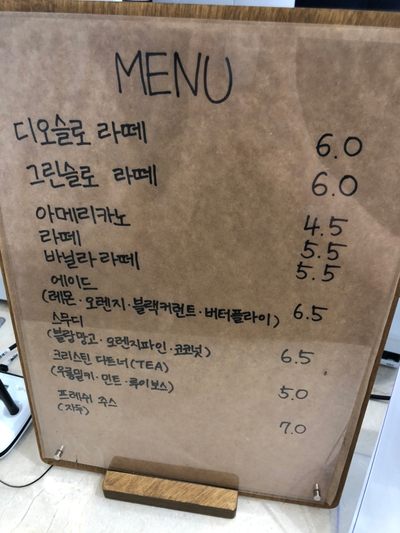 MENU
디오슬로 라떼 6.0
그린슬로 라떼 6.0
아메리카노 4.5
라떼 5.5
바닐라 라떼 5.5
에이드
(레몬·오렌지·블랙커런트·버터플라이) 6.5
스무디
(블랍망고·오렌지파인·코코넛) 6.5
크리스틴 다트너(TEA)
(우롱밀키·민트·루이보스) 5.0
프레쉬 주스
(자두) 7.0